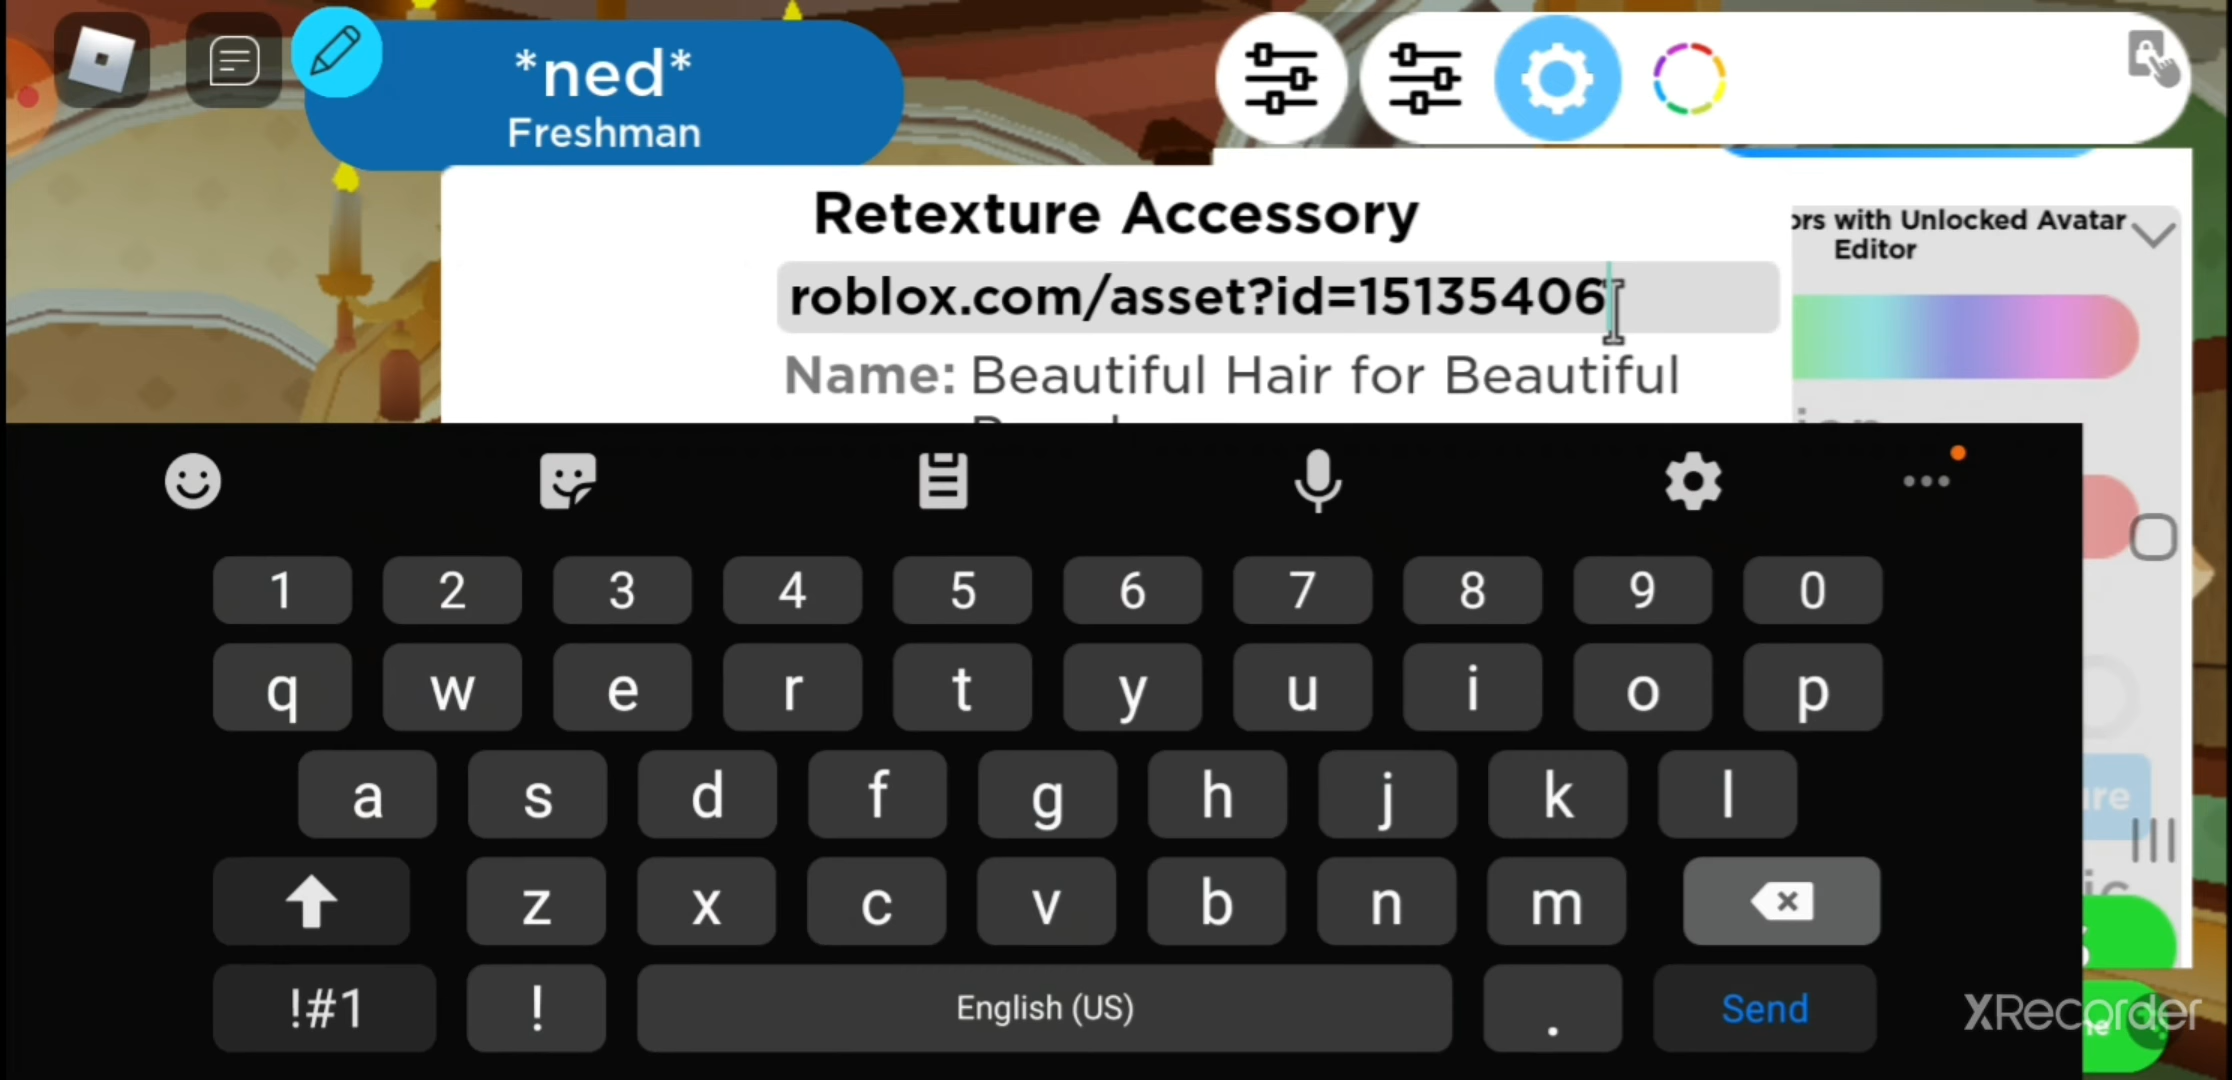 *ned*
Freshman
Retexture Accessory
ors with Unlocked Avatar
Editor
roblox.com/asset?id=15135406
Name: Beautiful Hair for Beautiful
1 2 3 4 5 6 7 8 9 0
q w e r t y u i o p
a s d f g h j k l
z x c v b n m
!#1 ! English (US) . Send
XRecorder